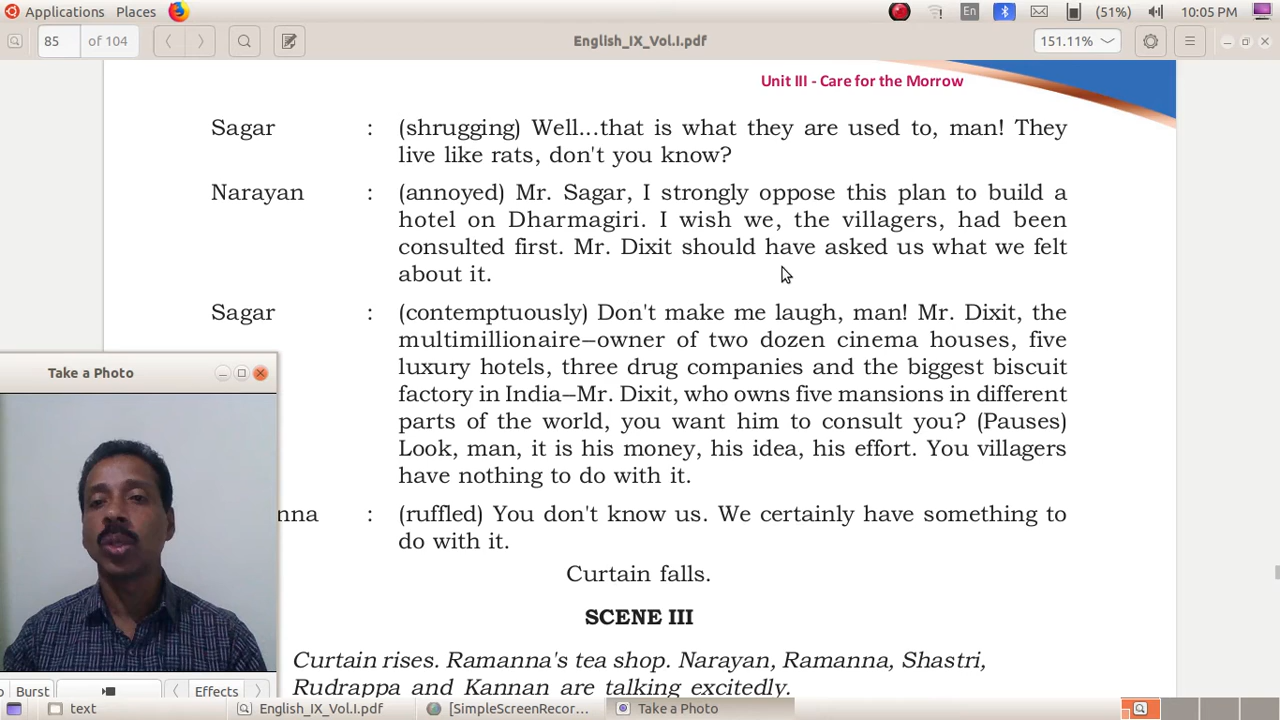 Applications Places En (51%) 10:05 PM
85 of 104 English_IX_Vol.I.pdf 151.11%
Unit III - Care for the Morrow
Sagar : (shrugging) Well...that is what they are used to, man! They
live like rats, don't you know?
Narayan : (annoyed) Mr. Sagar, I strongly oppose this plan to build a
hotel on Dharmagiri. I wish we, the villagers, had been
consulted first. Mr. Dixit should have asked us what we felt
about it.
Sagar : (contemptuously) Don't make me laugh, man! Mr. Dixit, the
multimillionaire–owner of two dozen cinema houses, five
luxury hotels, three drug companies and the biggest biscuit
factory in India–Mr. Dixit, who owns five mansions in different
parts of the world, you want him to consult you? (Pauses)
Look, man, it is his money, his idea, his effort. You villagers
have nothing to do with it.
nna : (ruffled) You don't know us. We certainly have something to
do with it.
Curtain falls.
SCENE III
Curtain rises. Ramanna's tea shop. Narayan, Ramanna, Shastri,
Rudrappa and Kannan are talking excitedly.
Take a Photo
o Burst Effects
text English_IX_Vol.I.pdf [SimpleScreenRecor... Take a Photo